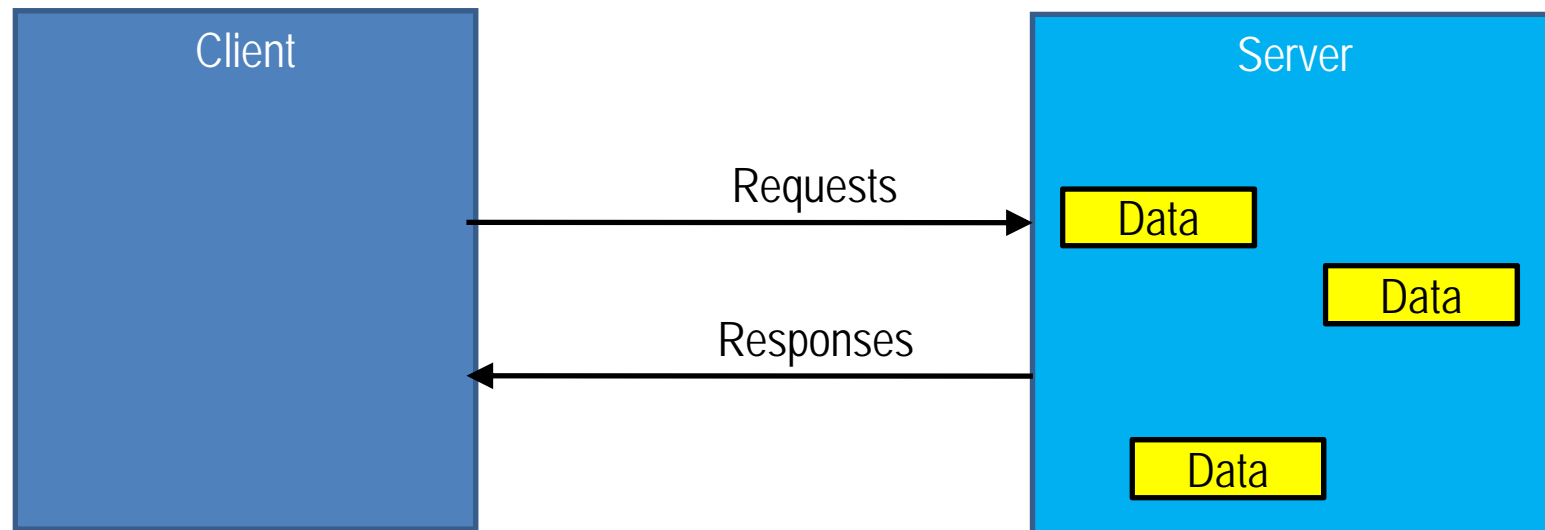 Client
Server
Requests
Data
Data
Responses
Data